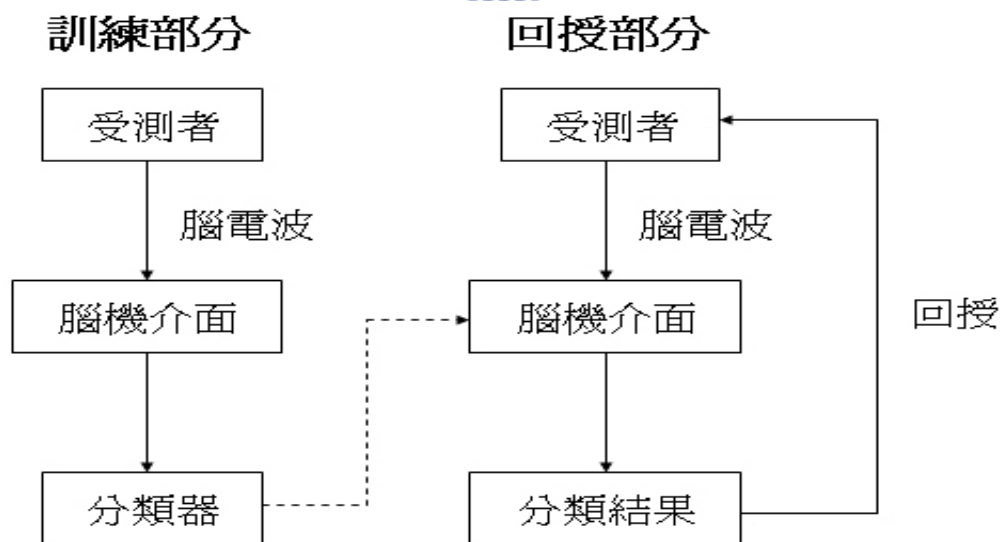 訓練部分
受測者
腦電波
腦機介面
分類器
回授部分
受測者
腦電波
腦機介面
分類結果
回授